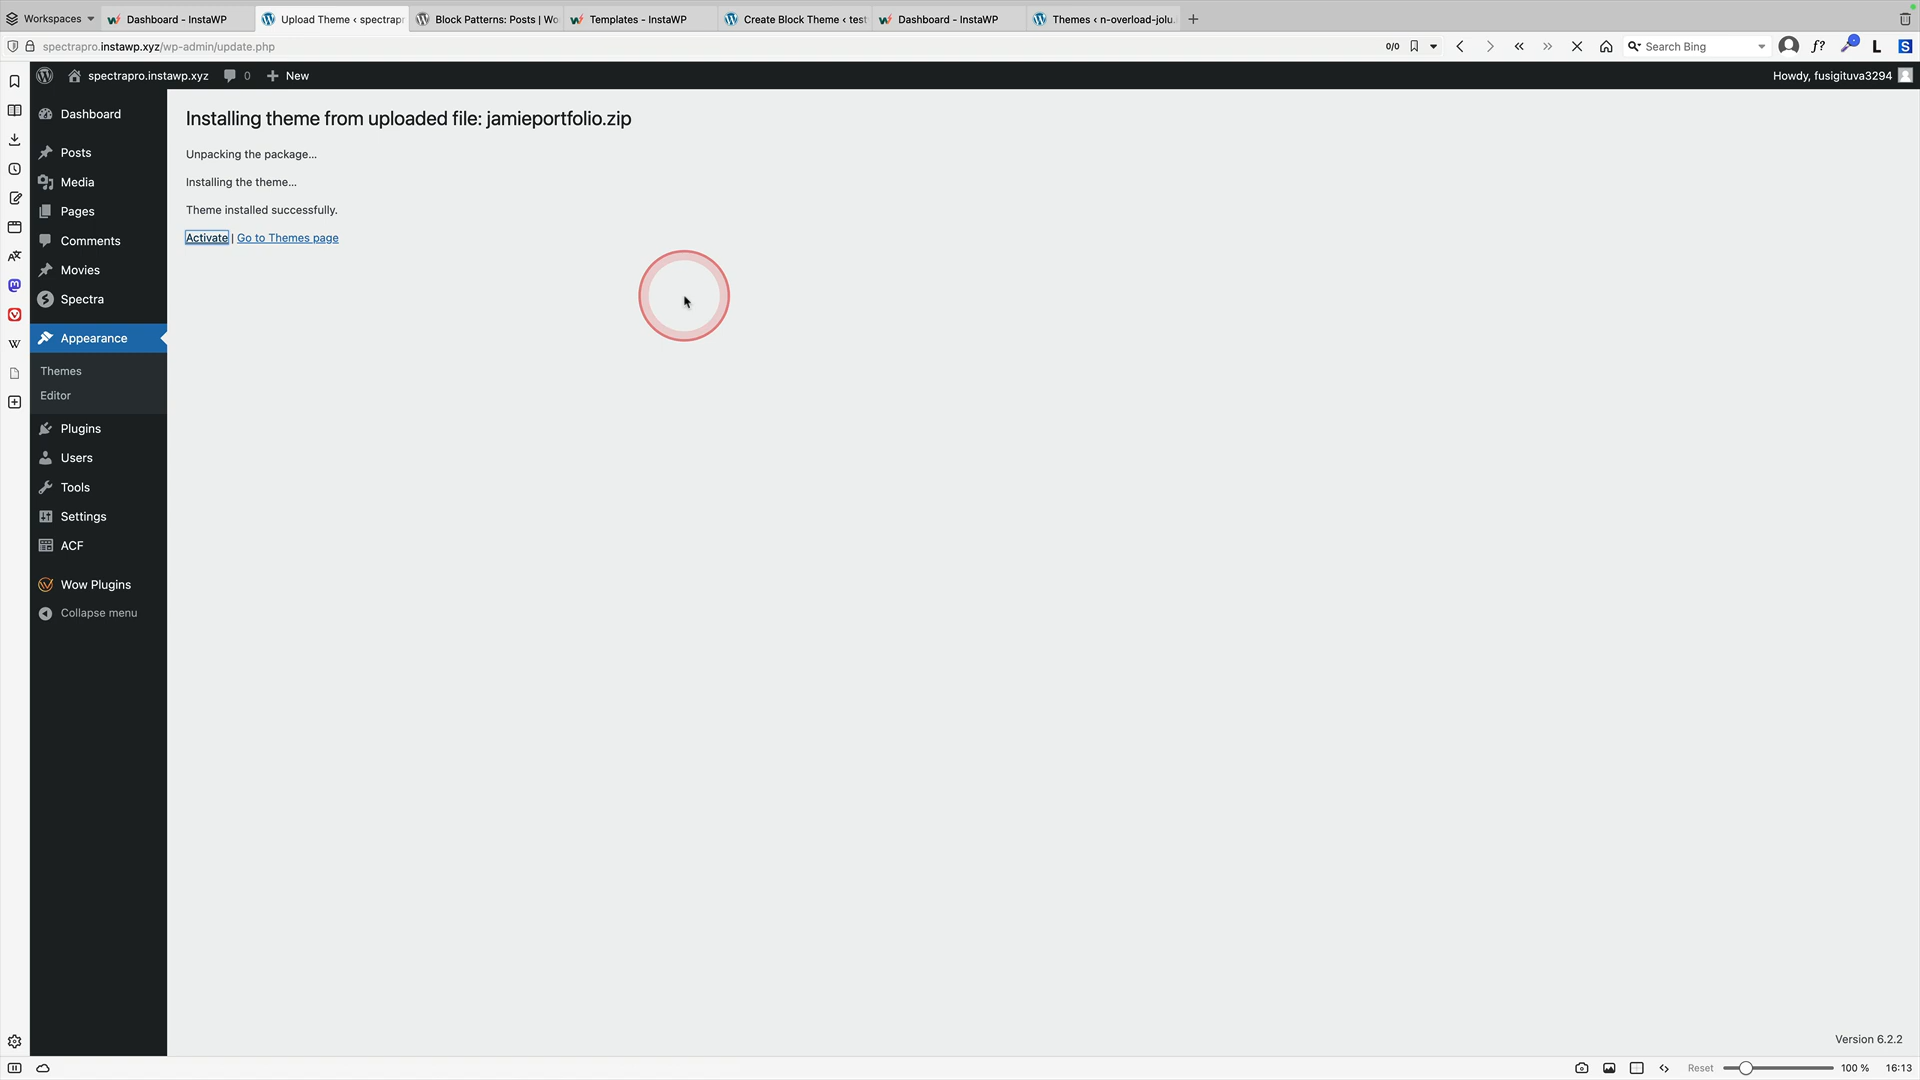 Workspaces
Dashboard - InstaWP
Upload Theme ‹ spectrapr
Block Patterns: Posts | Wo
Templates - InstaWP
Create Block Theme ‹ test
Dashboard - InstaWP
Themes ‹ n-overload-jolu.
spectrapro.instawp.xyz/wp-admin/update.php
0/0
Search Bing
f?
L
S
spectrapro.instawp.xyz
0
New
Howdy, fusigituva3294
Dashboard
Posts
Media
Pages
Comments
Movies
Spectra
Appearance
Themes
Editor
Plugins
Users
Tools
Settings
ACF
Wow Plugins
Collapse menu
Installing theme from uploaded file: jamieportfolio.zip
Unpacking the package…
Installing the theme…
Theme installed successfully.
Activate | Go to Themes page
Version 6.2.2
Reset
100 %
16:13